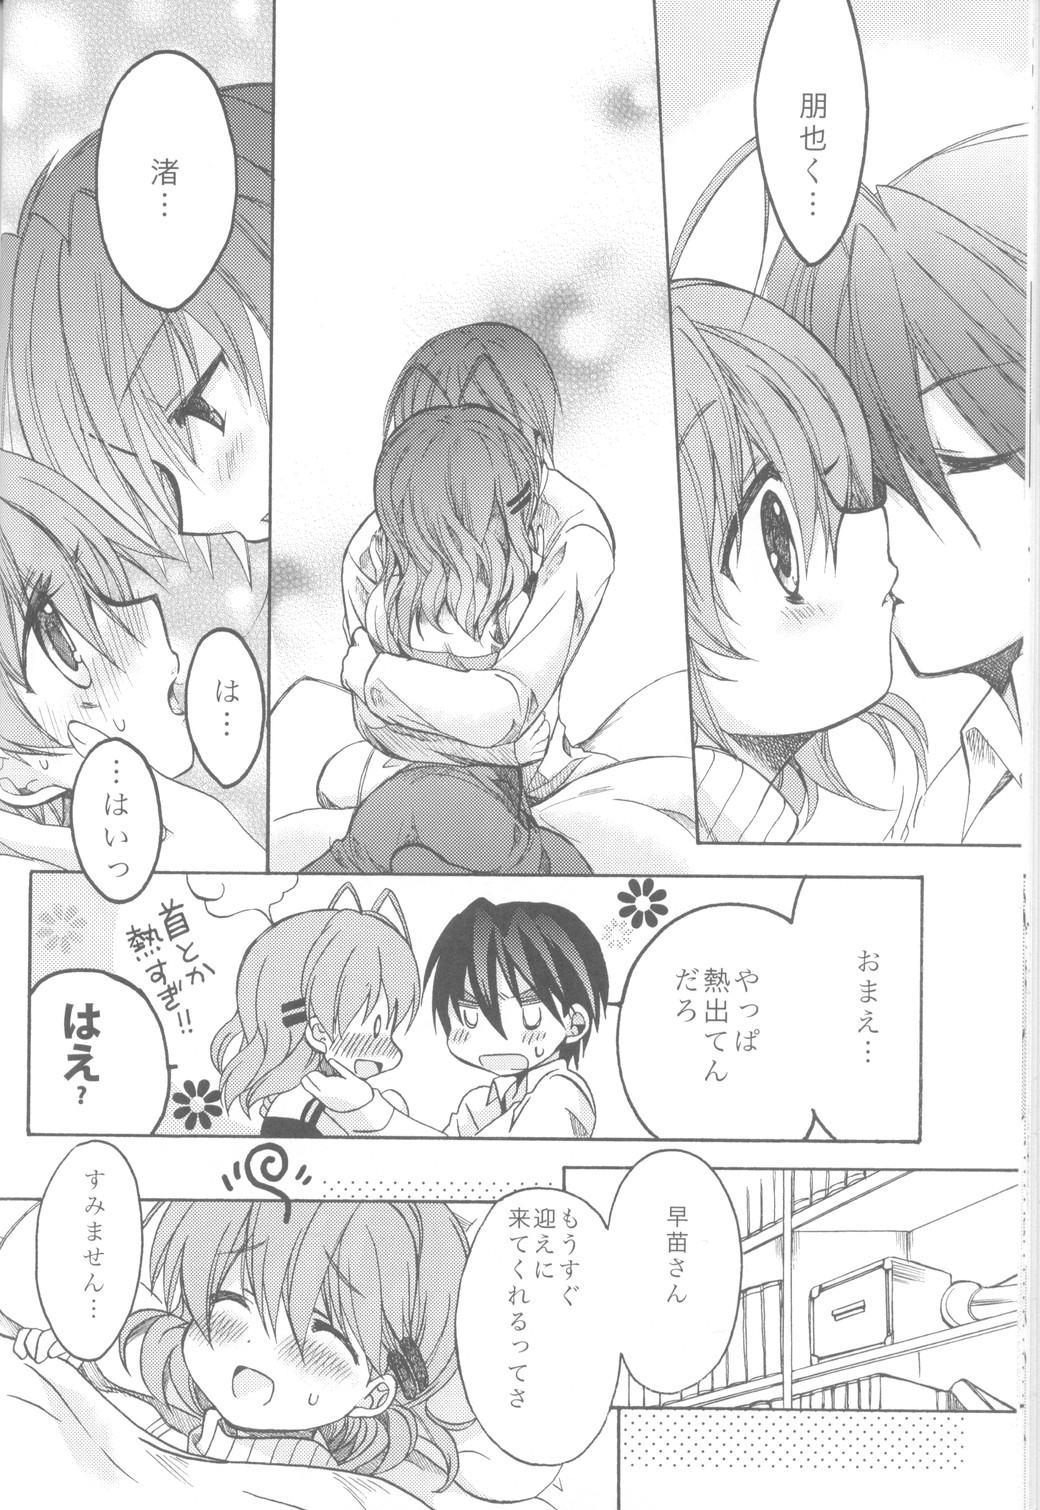 朋也く…
渚…
は…
…はいつ
おまえ…
やっぱ
熱出てん
だろ
首とか
熱すぎ!!
はえ?
早苗さん
もうすぐ
迎えに
来てくれるってさ
すみません…